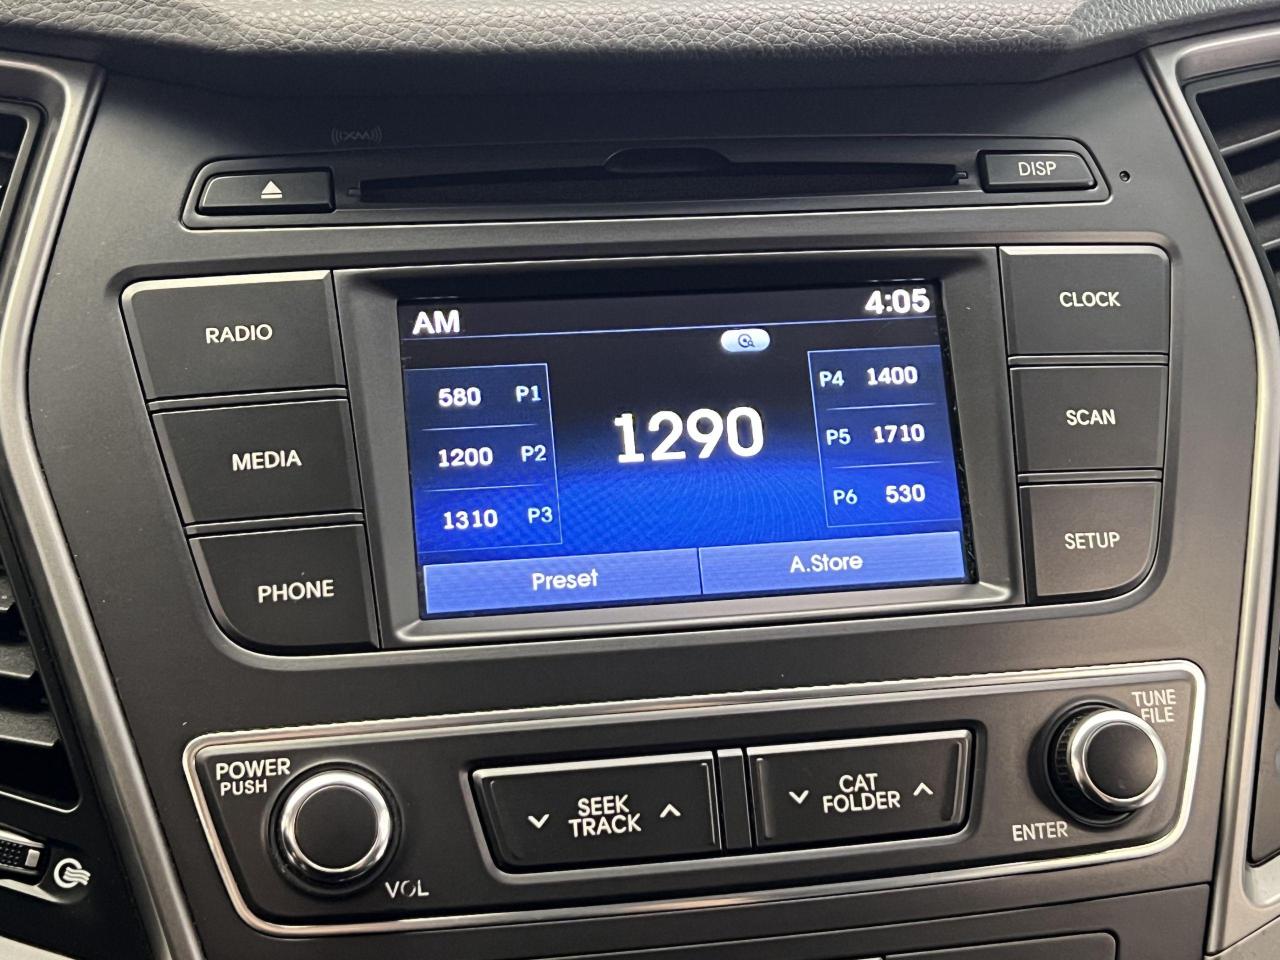 ((XM))
DISP
RADIO
MEDIA
PHONE
AM 4:05
580 P1
1200 P2
1310 P3
1290
P4 1400
P5 1710
P6 530
Preset
A.Store
CLOCK
SCAN
SETUP
POWER
PUSH
VOL
SEEK
TRACK
CAT
FOLDER
TUNE
FILE
ENTER